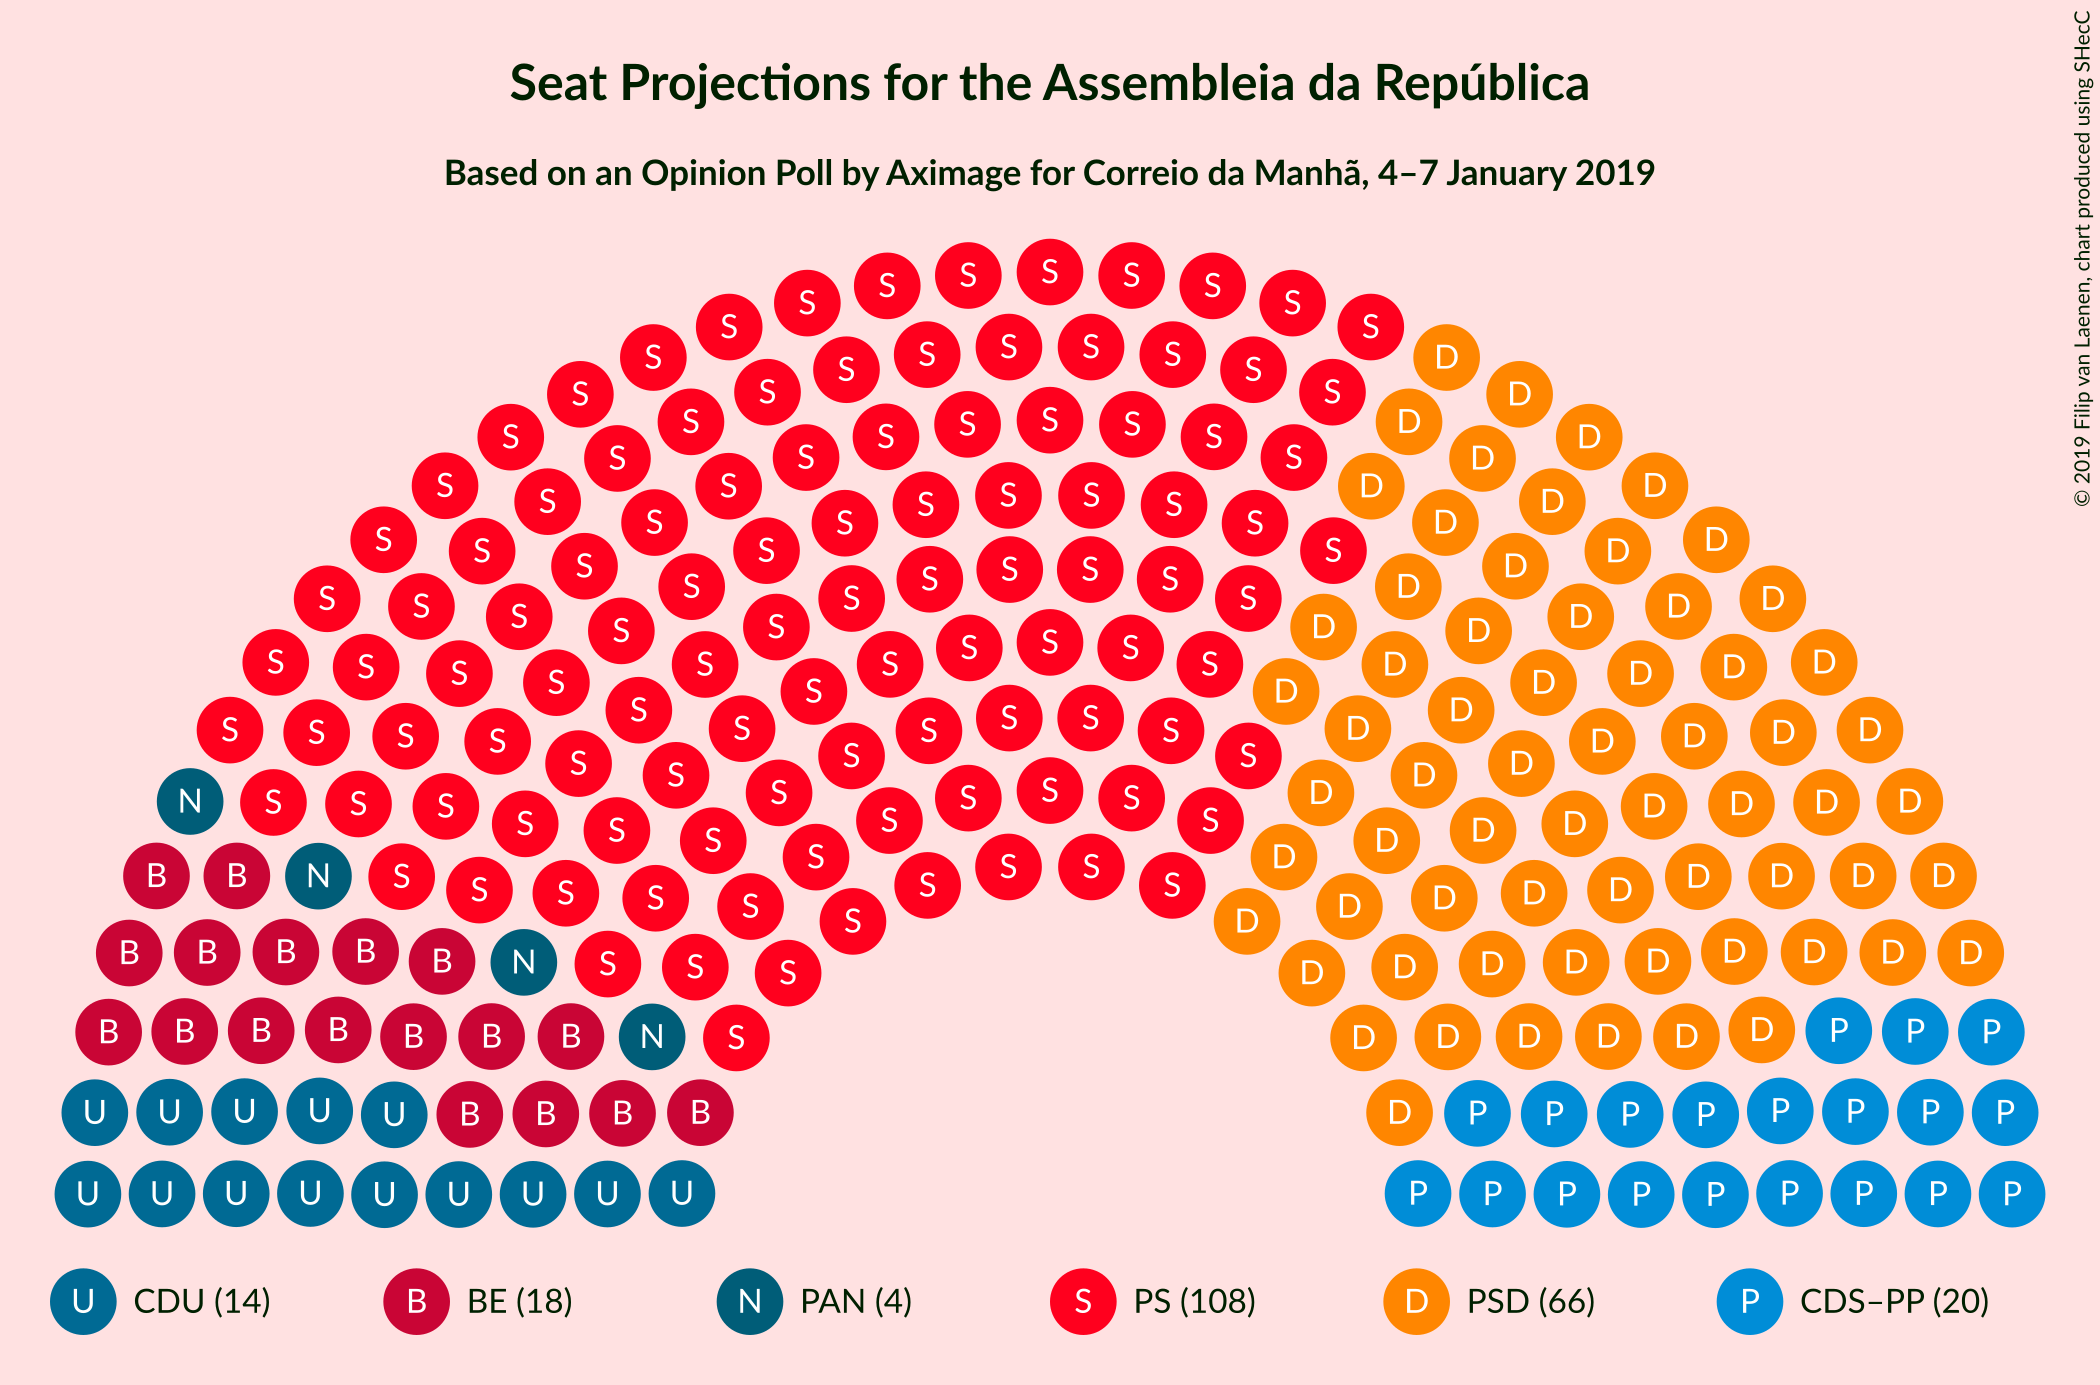 Seat Projections for the Assembleia da República
Based on an Opinion Poll by Aximage for Correio da Manhã, 4–7 January 2019
© 2019 Filip van Laenen, chart produced using SHecC
S S S S S S S S S
S S S S S S S S S S D D
S S S S S S S S S S D D D
S S S S S S S S S S D D D D
S S S S S S S S S S D D D D
S S S S S S S S S S D D D D D
S S S S S S S S D D D D D D
S S S S S S S S S S S S S D D D D D D D
N S S S S S S S S S S S S S D D D D D D D D D
B B N S S S S S S S S S S S D D D D D D D D D D
B B B B B N S S S D D D D D D D D D
B B B B B B B N S D D D D D D P P P
U U U U U B B B B D P P P P P P P P
U U U U U U U U U P P P P P P P P P
U CDU (14) B BE (18) N PAN (4) S PS (108) D PSD (66) P CDS–PP (20)